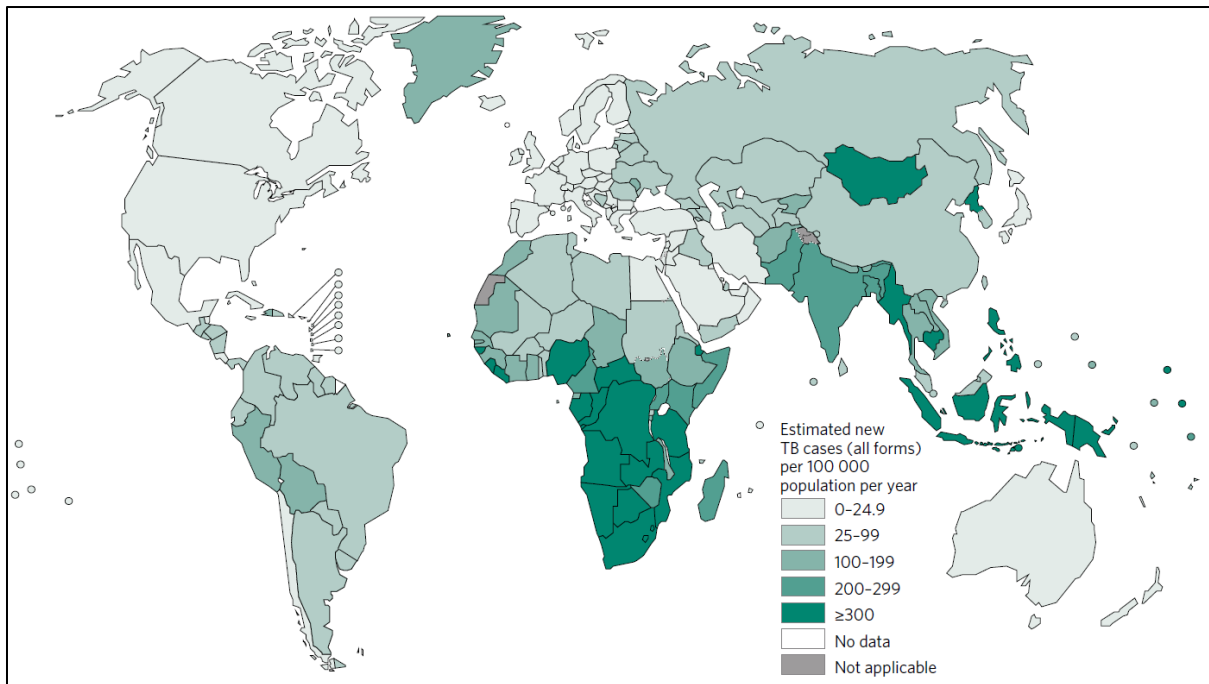 Estimated new
TB cases (all forms)
per 100 000
population per year
0–24.9
25–99
100–199
200–299
≥300
No data
Not applicable